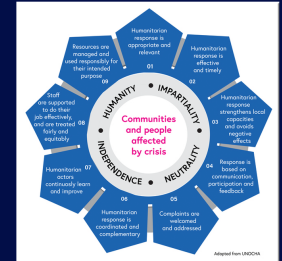 Humanitarian
response is
appropriate and
relevant
01
Humanitarian
response is
effective
and timely
02
Humanitarian
response
strengthens local
capacities
and avoids
negative
effects
03
04
Response is
based on
communication,
participation and
feedback
05
Complaints are
welcomed
and addressed
06
Humanitarian
response is
coordinated and
complementary
07
Humanitarian
actors
continuously learn
and improve
08
Staff
are supported
to do their
job effectively,
and are treated
fairly and
equitably
Resources are
managed and
used responsibly for
their intended
purpose
09
HUMANITY
IMPARTIALITY
NEUTRALITY
INDEPENDENCE
Communities
and people
affected
by crisis
Adapted from UNOCHA